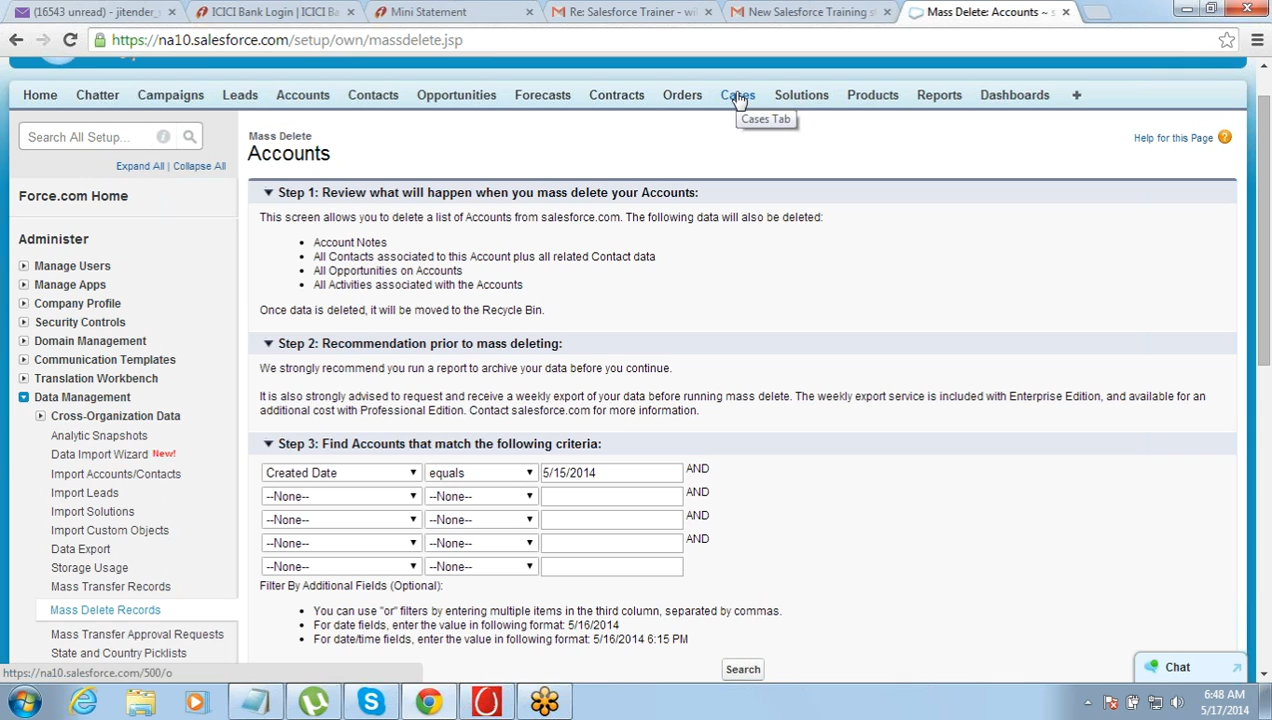 (16543 unread) - jitender_
ICICI Bank Login | ICICI B
Mini Statement
Re: Salesforce Trainer - wi
New Salesforce Training st
Mass Delete: Accounts ~ s
https://na10.salesforce.com/setup/own/massdelete.jsp
Home Chatter Campaigns Leads Accounts Contacts Opportunities Forecasts Contracts Orders Cases Solutions Products Reports Dashboards +
Cases Tab
Search All Setup...
Expand All | Collapse All
Force.com Home
Administer
Manage Users
Manage Apps
Company Profile
Security Controls
Domain Management
Communication Templates
Translation Workbench
Data Management
Cross-Organization Data
Analytic Snapshots
Data Import Wizard New!
Import Accounts/Contacts
Import Leads
Import Solutions
Import Custom Objects
Data Export
Storage Usage
Mass Transfer Records
Mass Delete Records
Mass Transfer Approval Requests
State and Country Picklists
https://na10.salesforce.com/500/o
Mass Delete
Accounts
Help for this Page ?
Step 1: Review what will happen when you mass delete your Accounts:
This screen allows you to delete a list of Accounts from salesforce.com. The following data will also be deleted:
• Account Notes
• All Contacts associated to this Account plus all related Contact data
• All Opportunities on Accounts
• All Activities associated with the Accounts
Once data is deleted, it will be moved to the Recycle Bin.
Step 2: Recommendation prior to mass deleting:
We strongly recommend you run a report to archive your data before you continue.
It is also strongly advised to request and receive a weekly export of your data before running mass delete. The weekly export service is included with Enterprise Edition, and available for an
additional cost with Professional Edition. Contact salesforce.com for more information.
Step 3: Find Accounts that match the following criteria:
Created Date equals 5/15/2014 AND
--None-- --None-- AND
--None-- --None-- AND
--None-- --None-- AND
--None-- --None--
Filter By Additional Fields (Optional):
• You can use "or" filters by entering multiple items in the third column, separated by commas.
• For date fields, enter the value in following format: 5/16/2014
• For date/time fields, enter the value in following format: 5/16/2014 6:15 PM
Search
Chat
6:48 AM
5/17/2014